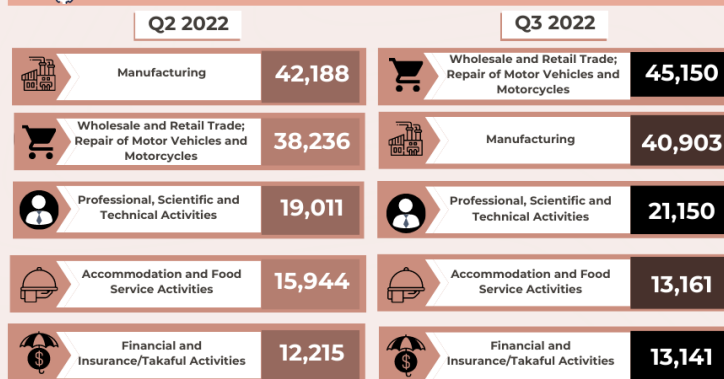 Q2 2022
Manufacturing
42,188
Wholesale and Retail Trade;
Repair of Motor Vehicles and
Motorcycles
38,236
Professional, Scientific and
Technical Activities
19,011
Accommodation and Food
Service Activities
15,944
$
Financial and
Insurance/Takaful Activities
12,215
Q3 2022
Wholesale and Retail Trade;
Repair of Motor Vehicles and
Motorcycles
45,150
Manufacturing
40,903
Professional, Scientific and
Technical Activities
21,150
Accommodation and Food
Service Activities
13,161
$
Financial and
Insurance/Takaful Activities
13,141